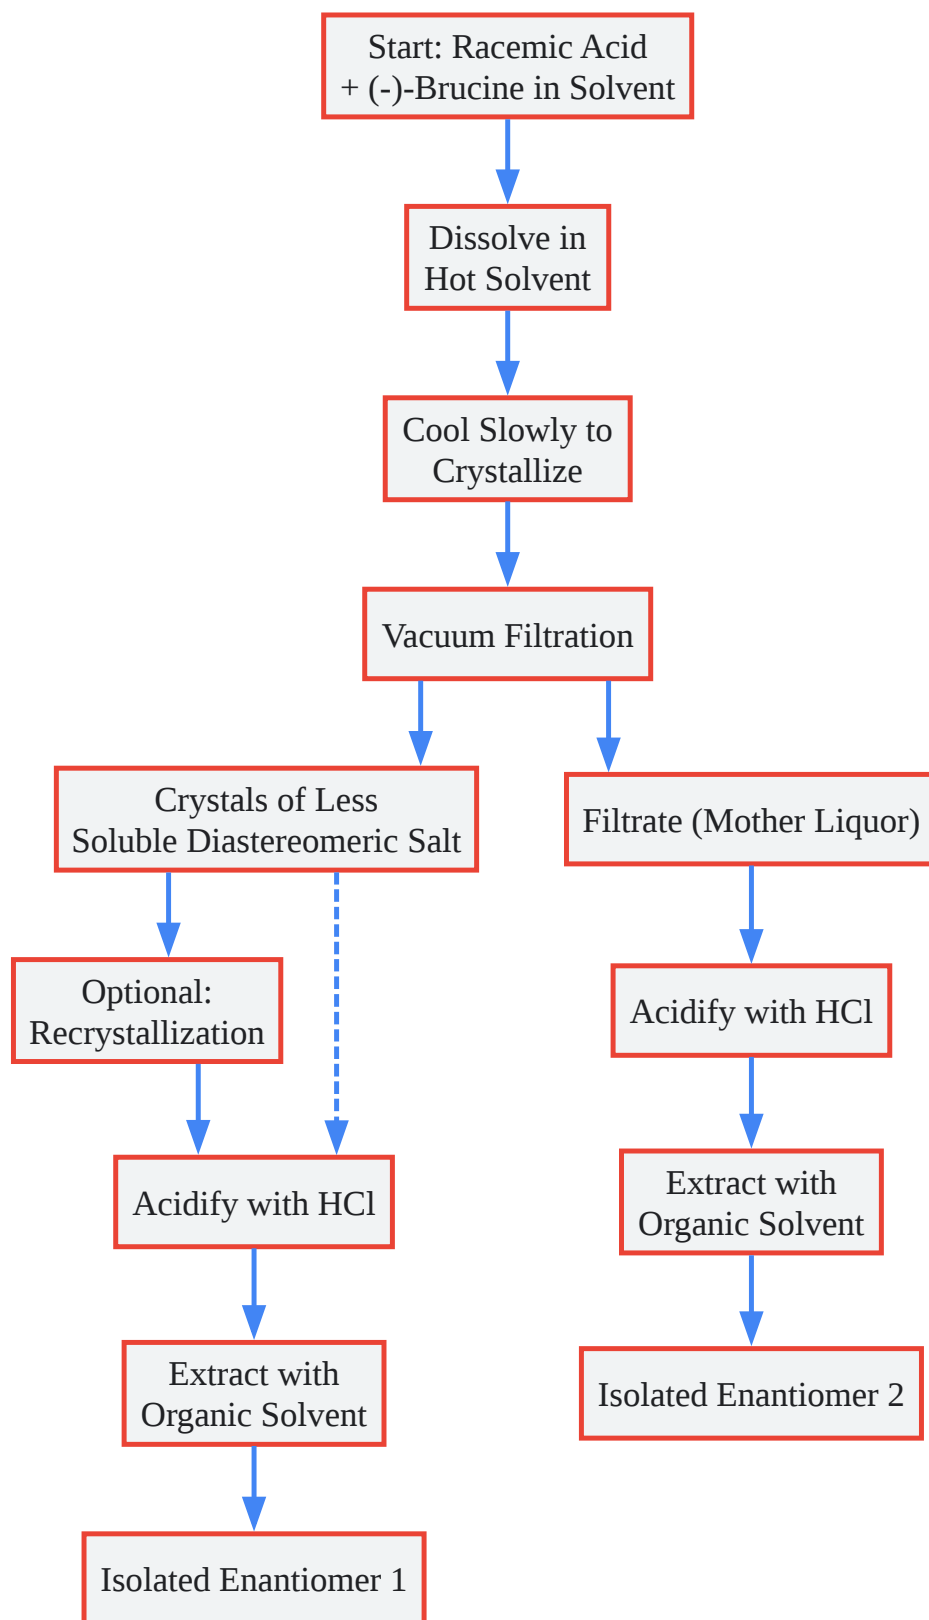 Start: Racemic Acid
+ (-)-Brucine in Solvent
Dissolve in
Hot Solvent
Cool Slowly to
Crystallize
Vacuum Filtration
Crystals of Less
Soluble Diastereomeric Salt
Filtrate (Mother Liquor)
Optional:
Recrystallization
Acidify with HCl
Acidify with HCl
Extract with
Organic Solvent
Extract with
Organic Solvent
Isolated Enantiomer 2
Isolated Enantiomer 1